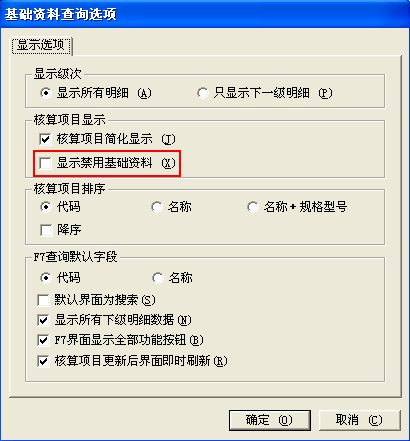 基础资料查询选项
显示选项
显示级次
显示所有明细 (A) 只显示下一级明细 (P)
核算项目显示
核算项目简化显示 (T)
显示禁用基础资料 (X)
核算项目排序
代码 名称 名称+规格型号
降序
F7查询默认字段
代码 名称
默认界面为搜索(S)
显示所有下级明细数据(N)
F7界面显示全部功能按钮(B)
核算项目更新后界面即时刷新(R)
确定 (O) 取消 (C)